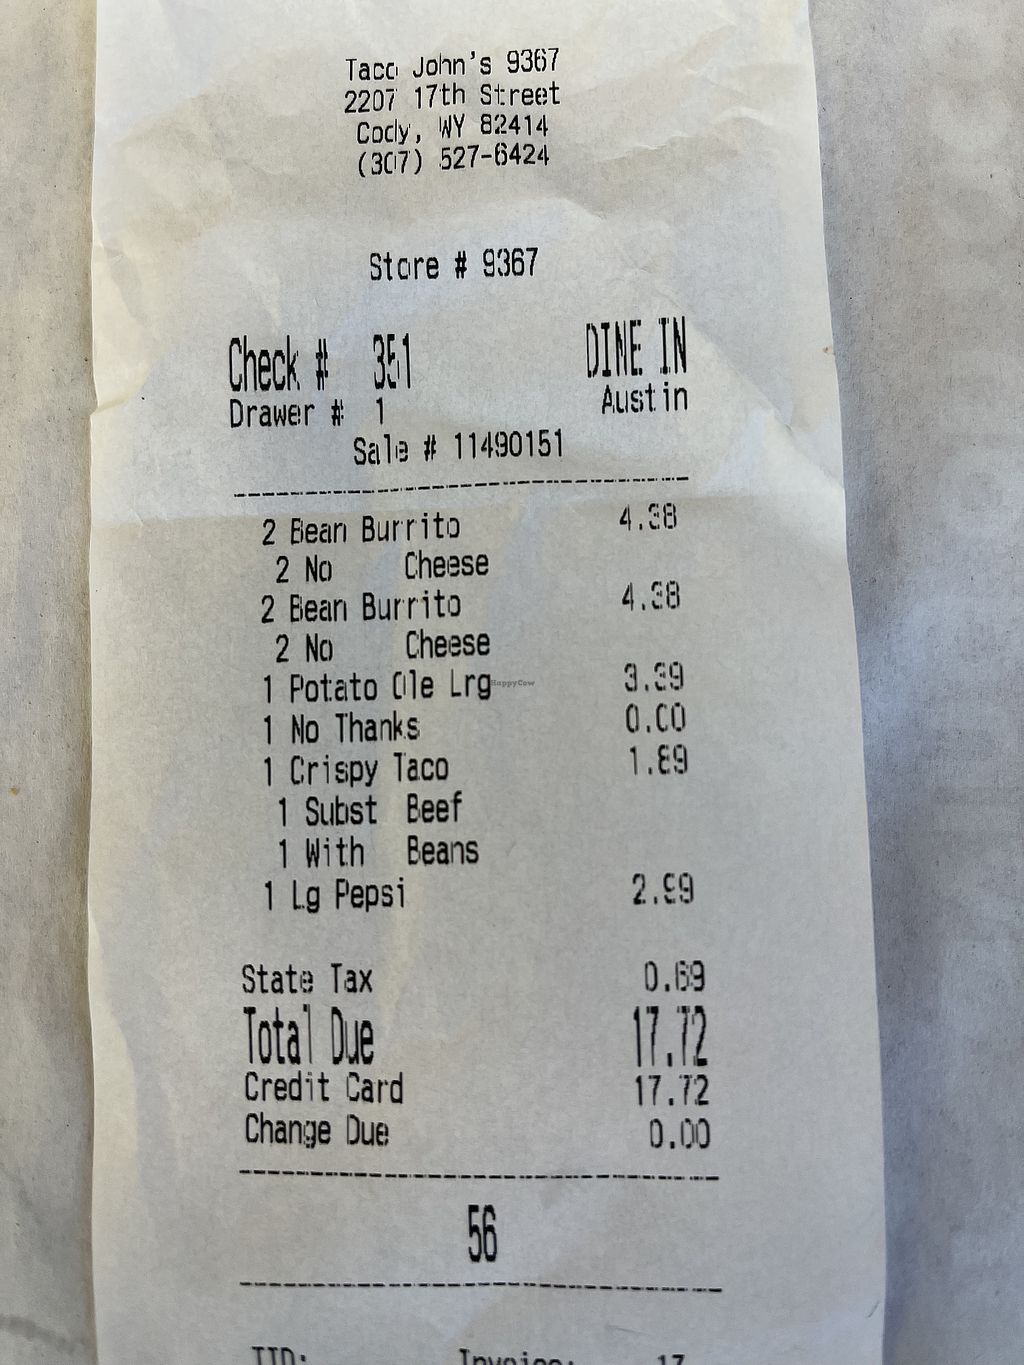 Taco John's 9367
2207 17th Street
Cody, WY 82414
(307) 527-6424
Store # 9367
Check # 351 DINE IN
Drawer # 1 Austin
Sale # 11490151
2 Bean Burrito 4.38
2 No Cheese
2 Bean Burrito 4.38
2 No Cheese
1 Potato Ole Lrg 3.39
HappyCow
1 No Thanks 0.00
1 Crispy Taco 1.89
1 Subst Beef
1 With Beans
1 Lg Pepsi 2.99
State Tax 0.69
Total Due 17.72
Credit Card 17.72
Change Due 0.00
56
Invoice: 17